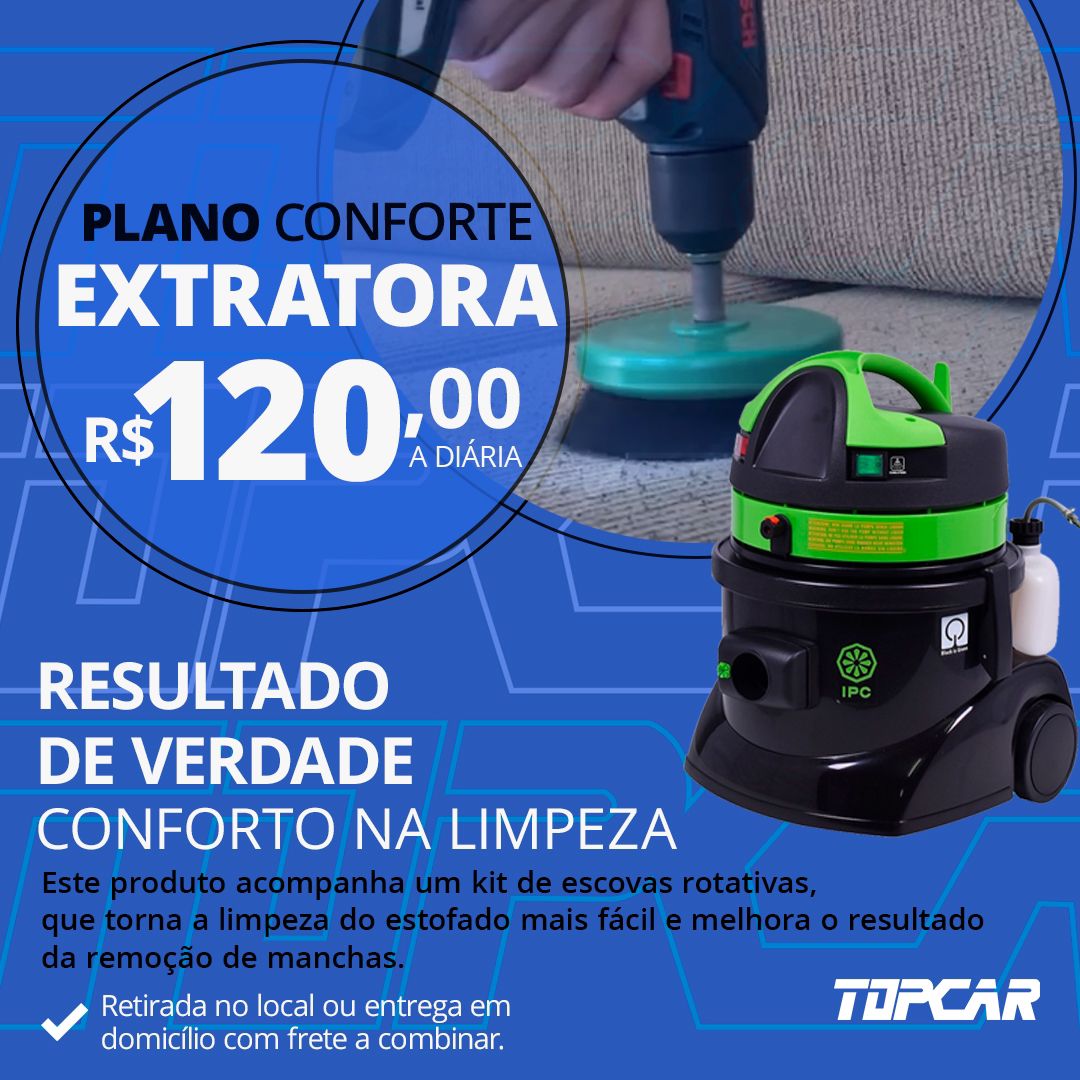 BOSCH
PLANO CONFORTE
EXTRATORA
R$120,00
A DIÁRIA
IPC
RESULTADO
DE VERDADE
CONFORTO NA LIMPEZA
Este produto acompanha um kit de escovas rotativas,
que torna a limpeza do estofado mais fácil e melhora o resultado
da remoção de manchas.
Retirada no local ou entrega em
domicílio com frete a combinar.
TOPCAR